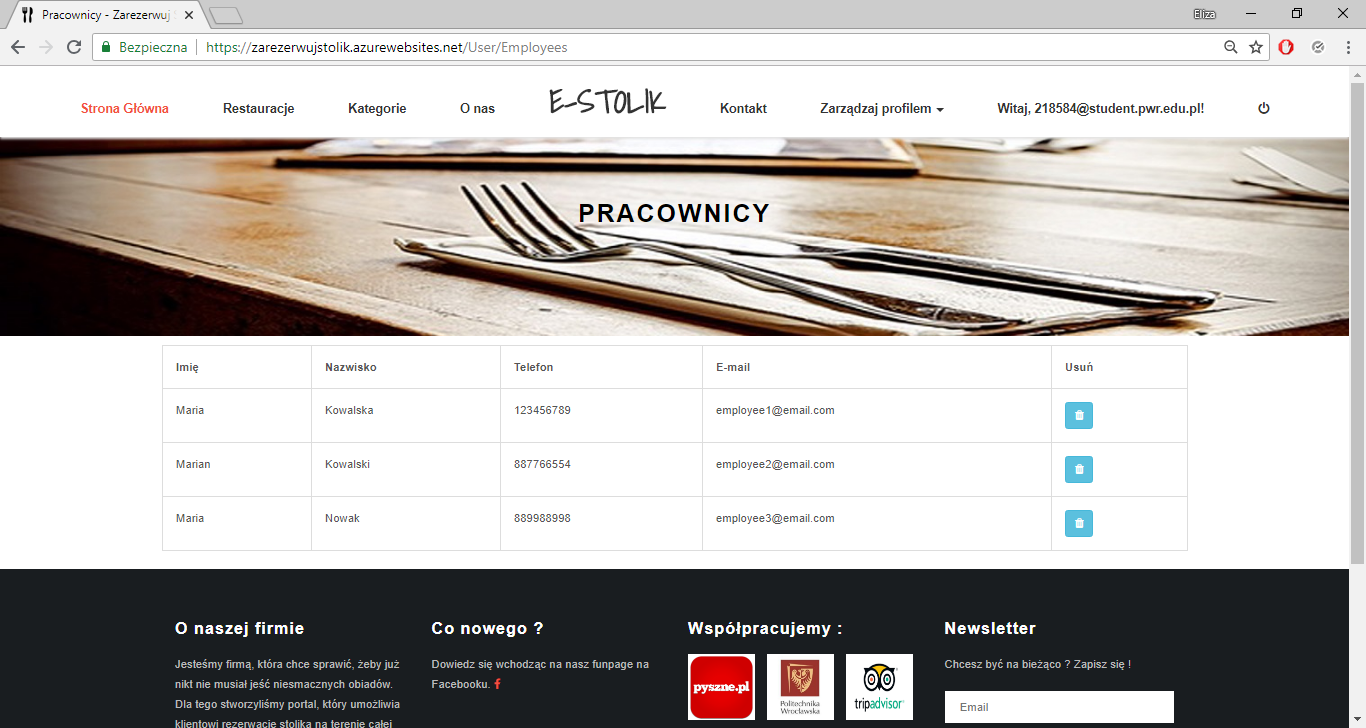 Pracownicy - Zarezerwuj
Eliza
Bezpieczna
https://zarezerwujstolik.azurewebsites.net/User/Employees
Strona Główna Restauracje Kategorie O nas E-STOLIK Kontakt Zarządzaj profilem Witaj, 218584@student.pwr.edu.pl!
PRACOWNICY
Imię Nazwisko Telefon E-mail Usuń
Maria Kowalska 123456789 employee1@email.com
Marian Kowalski 887766554 employee2@email.com
Maria Nowak 889988998 employee3@email.com
O naszej firmie
Jesteśmy firmą, która chce sprawić, żeby już
nikt nie musiał jeść niesmacznych obiadów.
Dla tego stworzyliśmy portal, który umożliwia
klientowi rezerwację stolika na terenie całej
Co nowego ?
Dowiedz się wchodząc na nasz funpage na
Facebooku.
Współpracujemy :
pyszne.pl
Politechnika
Wrocławska
tripadvisor
Newsletter
Chcesz być na bieżąco ? Zapisz się !
Email